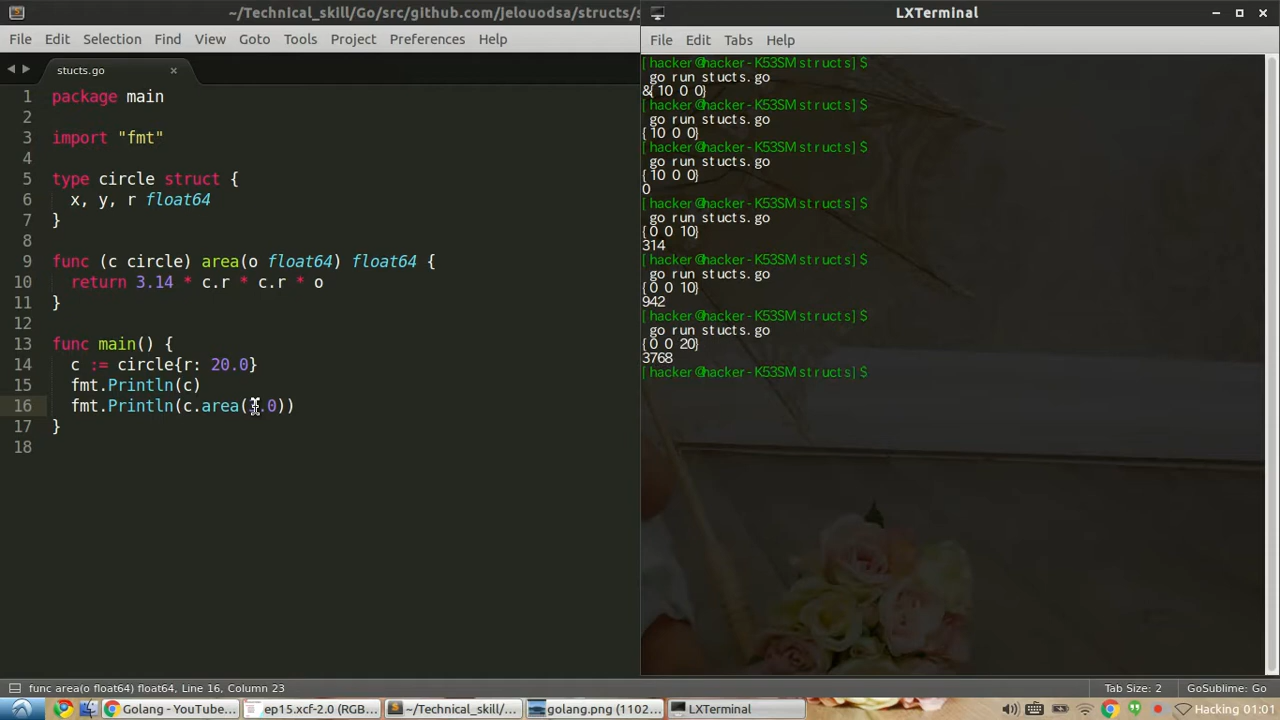 ~/Technical_skill/Go/src/github.com/jelouodsa/structs/s
File Edit Selection Find View Goto Tools Project Preferences Help
stucts.go ×
1 package main
2
3 import "fmt"
4
5 type circle struct {
6 x, y, r float64
7 }
8
9 func (c circle) area(o float64) float64 {
10 return 3.14 * c.r * c.r * o
11 }
12
13 func main() {
14 c := circle{r: 20.0}
15 fmt.Println(c)
16 fmt.Println(c.area( .0))
17 }
18
func area(o float64) float64, Line 16, Column 23
Tab Size: 2
GoSublime: Go
LXTerminal
File Edit Tabs Help
[hacker@hacker-K53SM structs]$
go run stucts.go
&{10 0 0}
[hacker@hacker-K53SM structs]$
go run stucts.go
{10 0 0}
[hacker@hacker-K53SM structs]$
go run stucts.go
{10 0 0}
0
[hacker@hacker-K53SM structs]$
go run stucts.go
{0 0 10}
314
[hacker@hacker-K53SM structs]$
go run stucts.go
{0 0 10}
942
[hacker@hacker-K53SM structs]$
go run stucts.go
{0 0 20}
3768
[hacker@hacker-K53SM structs]$
Golang - YouTube... ep15.xcf-2.0 (RGB... ~/Technical_skill/... golang.png (1102... LXTerminal Hacking 01:01